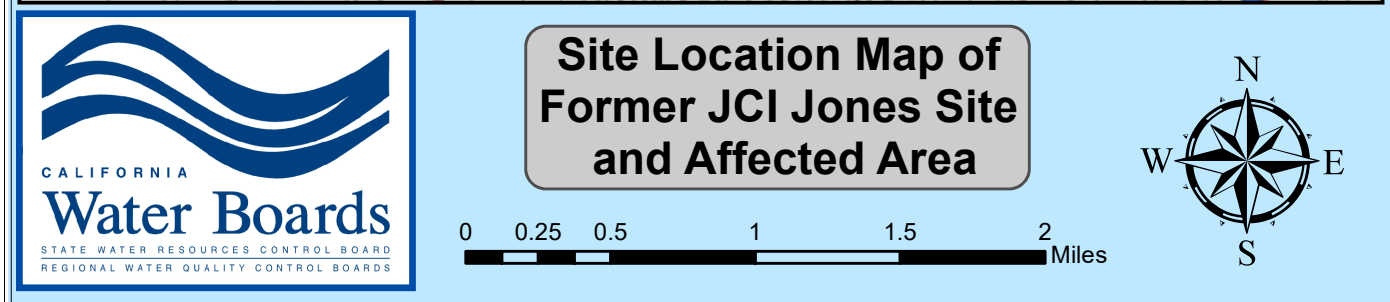 CALIFORNIA
Water Boards
STATE WATER RESOURCES CONTROL BOARD
REGIONAL WATER QUALITY CONTROL BOARDS
Site Location Map of
Former JCI Jones Site
and Affected Area
0 0.25 0.5 1 1.5 2
Miles
N
W E
S